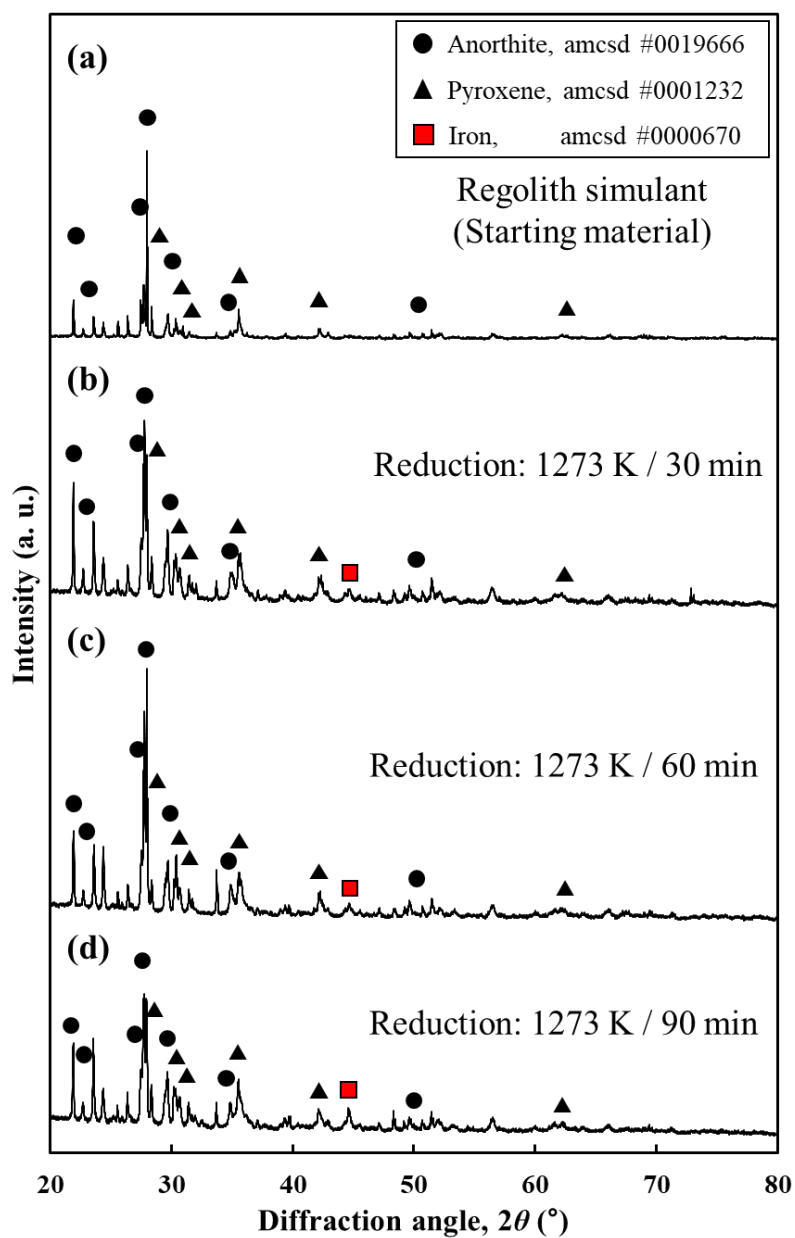 (a)
Anorthite, amcsd #0019666
Pyroxene, amcsd #0001232
Iron, amcsd #0000670
Regolith simulant
(Starting material)
(b)
Reduction: 1273 K / 30 min
(c)
Reduction: 1273 K / 60 min
(d)
Reduction: 1273 K / 90 min
Intensity (a. u.)
20 30 40 50 60 70 80
Diffraction angle, 2θ (°)